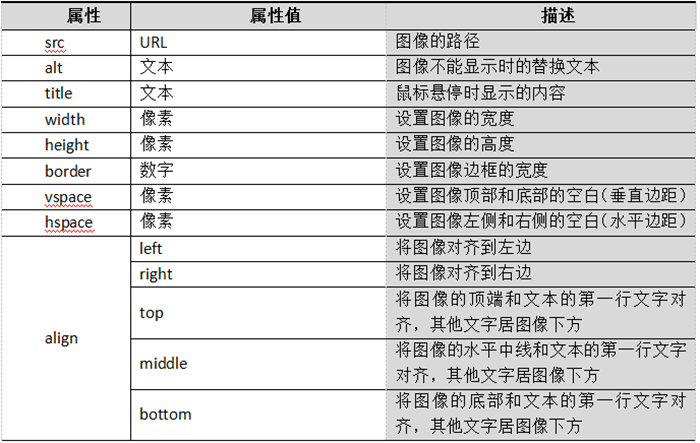 属性 属性值 描述
src URL 图像的路径
alt 文本 图像不能显示时的替换文本
title 文本 鼠标悬停时显示的内容
width 像素 设置图像的宽度
height 像素 设置图像的高度
border 数字 设置图像边框的宽度
vspace 像素 设置图像顶部和底部的空白(垂直边距)
hspace 像素 设置图像左侧和右侧的空白(水平边距)
align
left 将图像对齐到左边
right 将图像对齐到右边
top 将图像的顶端和文本的第一行文字对
齐，其他文字居图像下方
middle 将图像的水平中线和文本的第一行文字
对齐，其他文字居图像下方
bottom 将图像的底部和文本的第一行文字对
齐，其他文字居图像下方